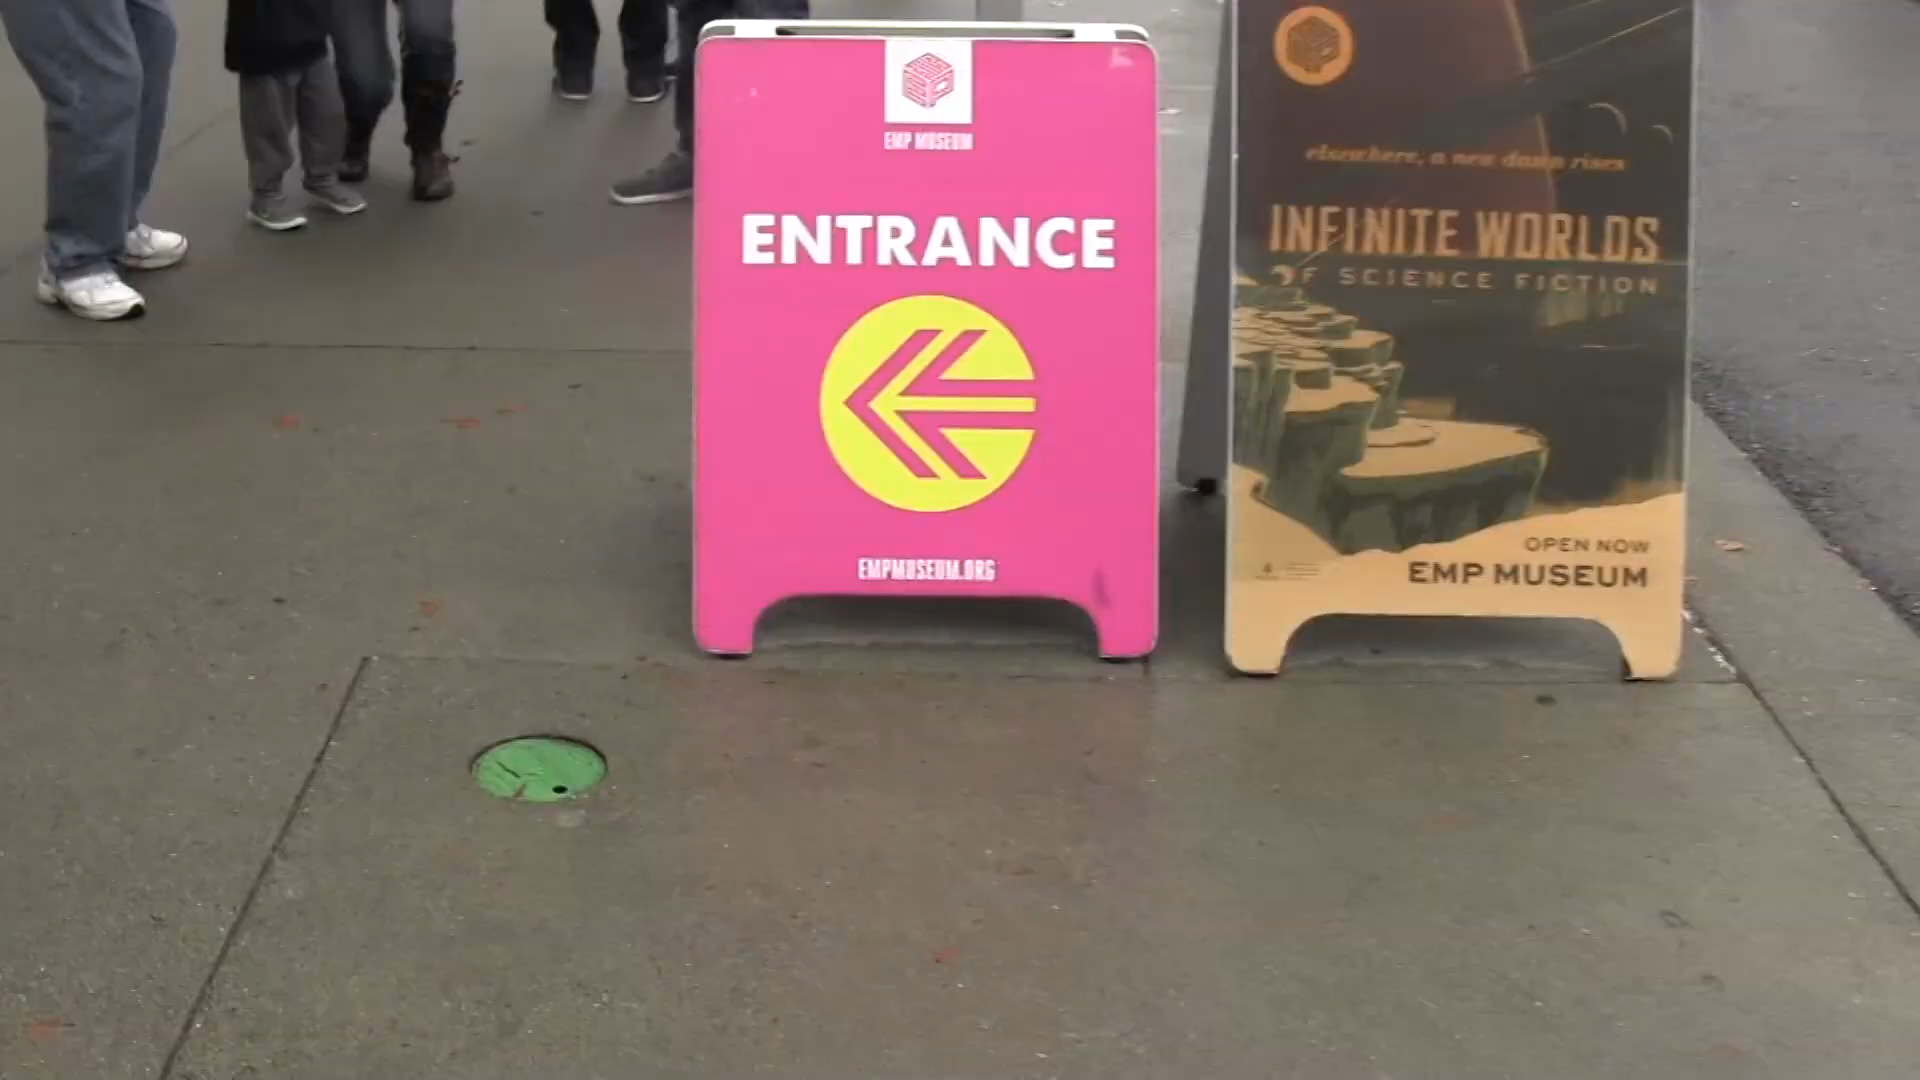 EMP MUSEUM
ENTRANCE
EMPMUSEUM.ORG
elsewhere, a new dawn rises
INFINITE WORLDS
OF SCIENCE FICTION
OPEN NOW
EMP MUSEUM